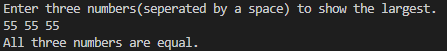 Enter three numbers(seperated by a space) to show the largest.
55 55 55
All three numbers are equal.